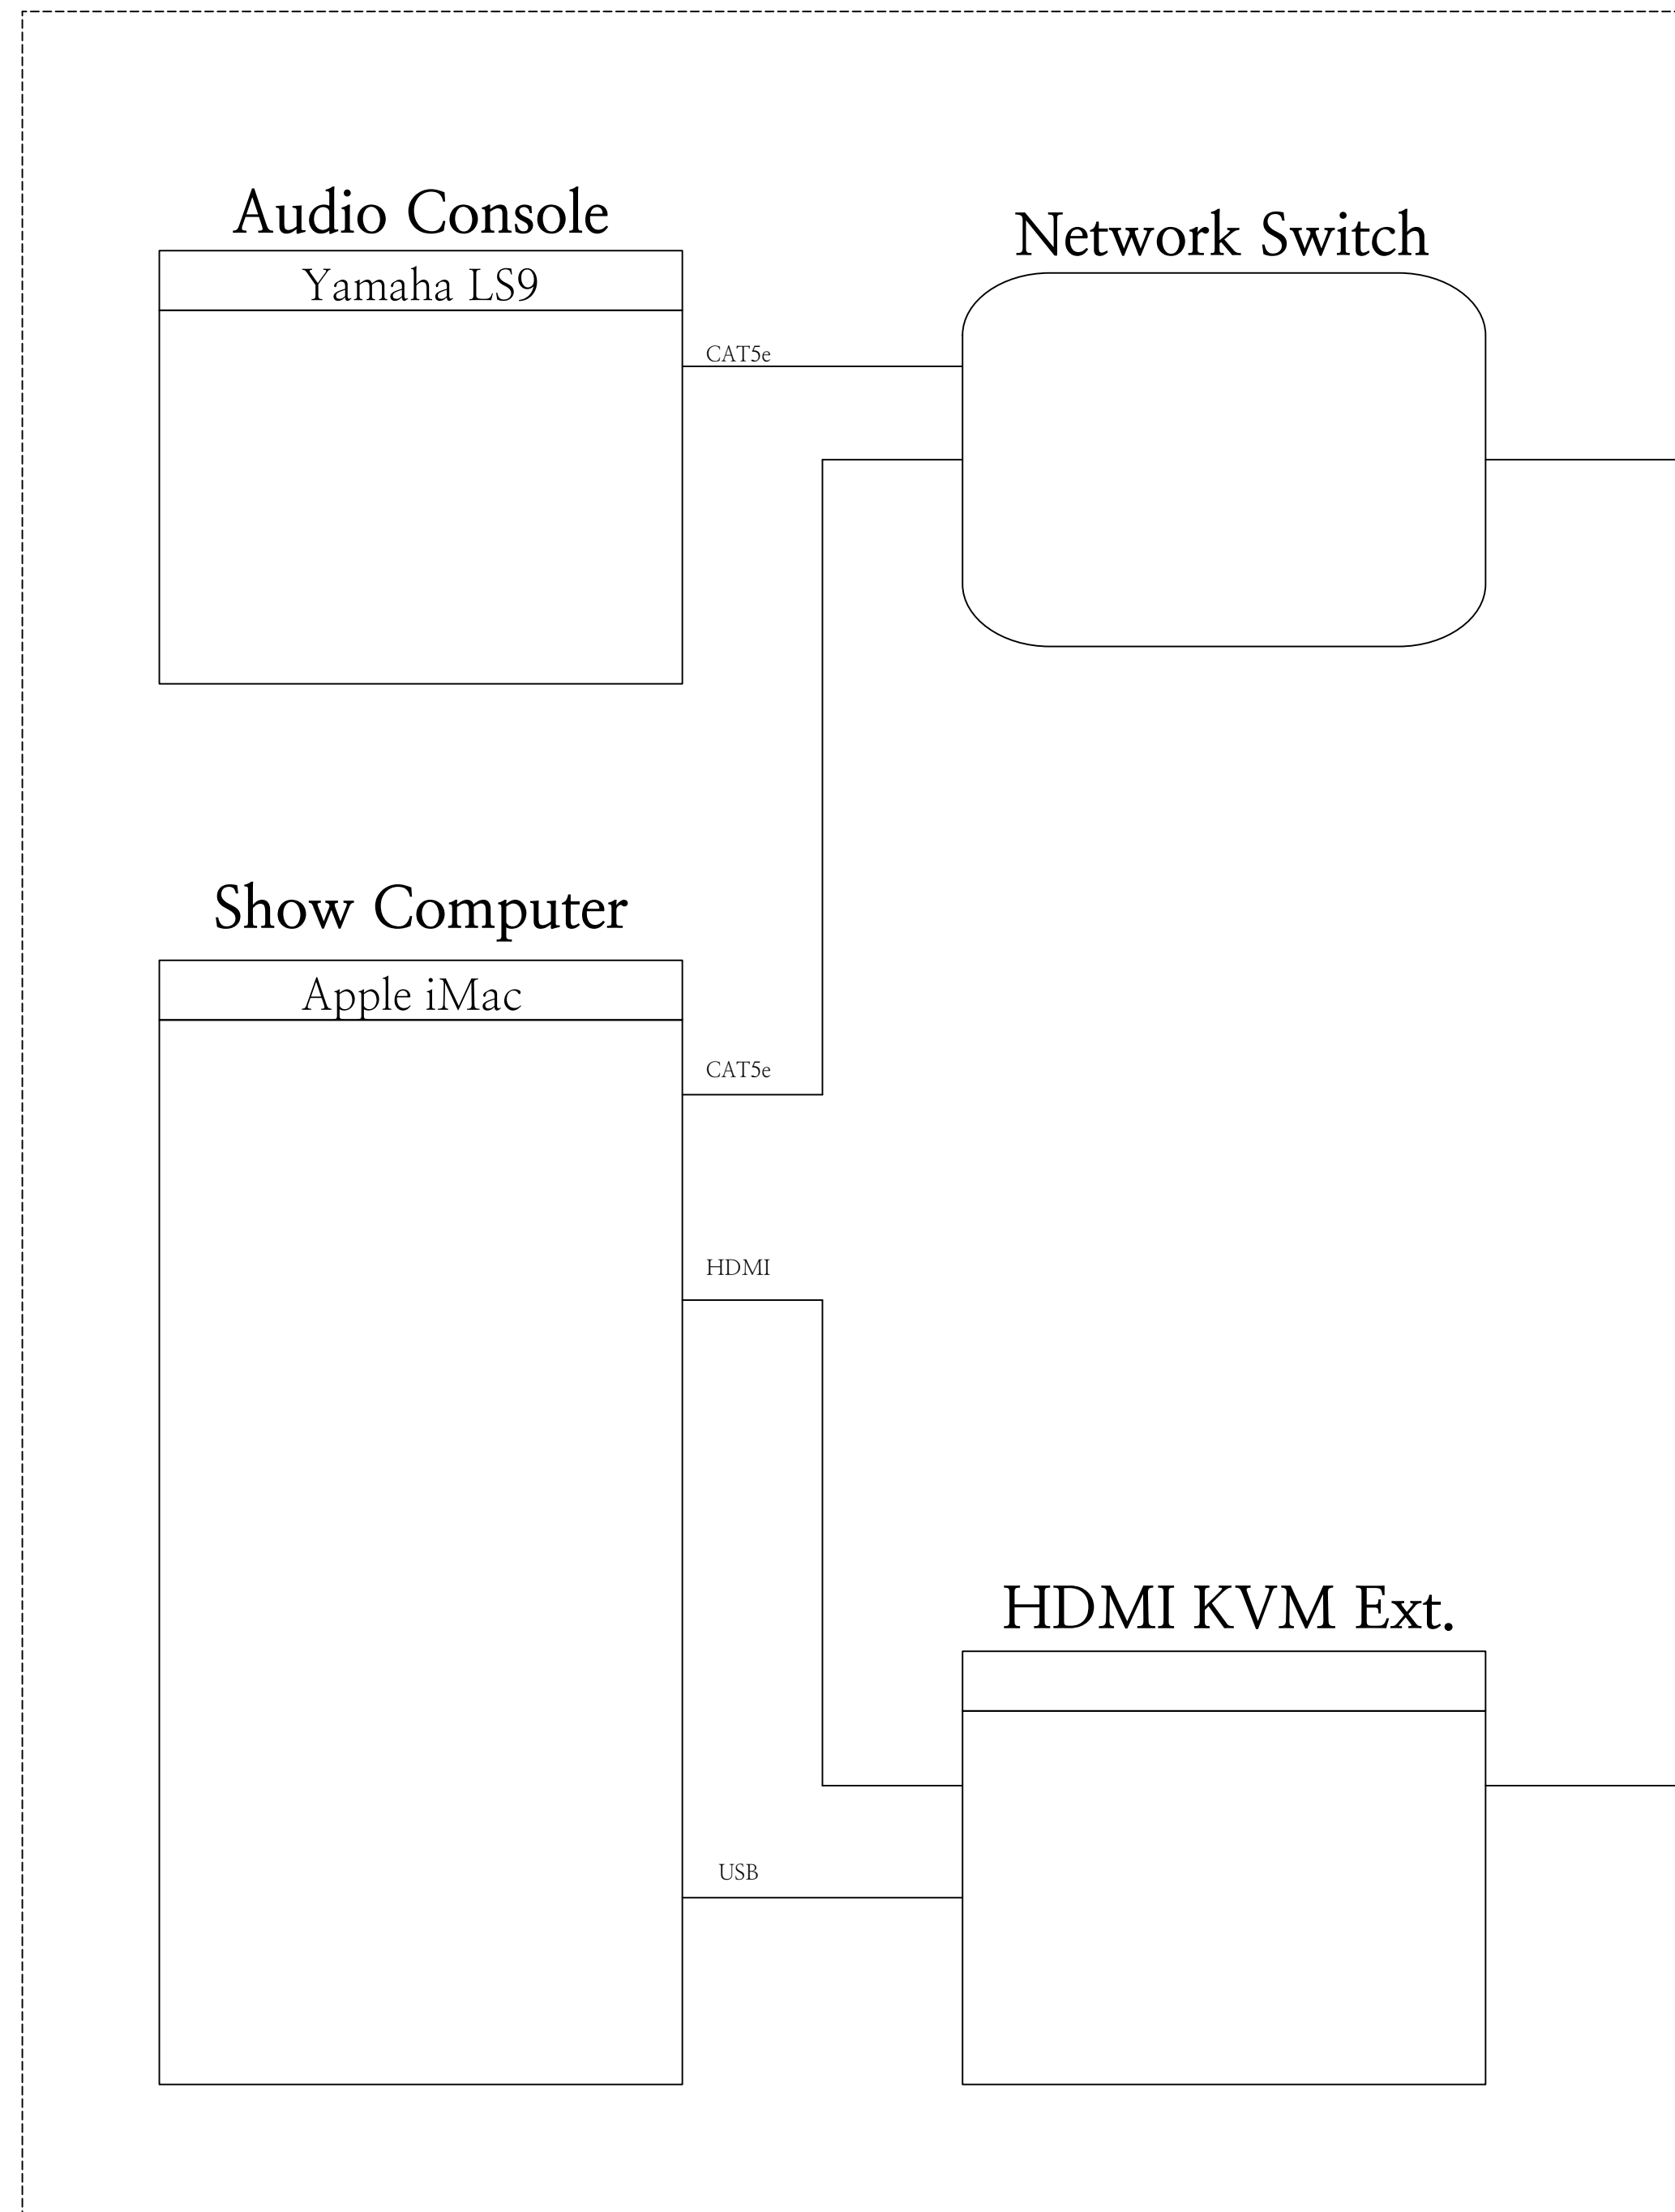 Audio Console
Yamaha LS9
Network Switch
CAT5e
Show Computer
Apple iMac
CAT5e
HDMI
HDMI KVM Ext.
USB